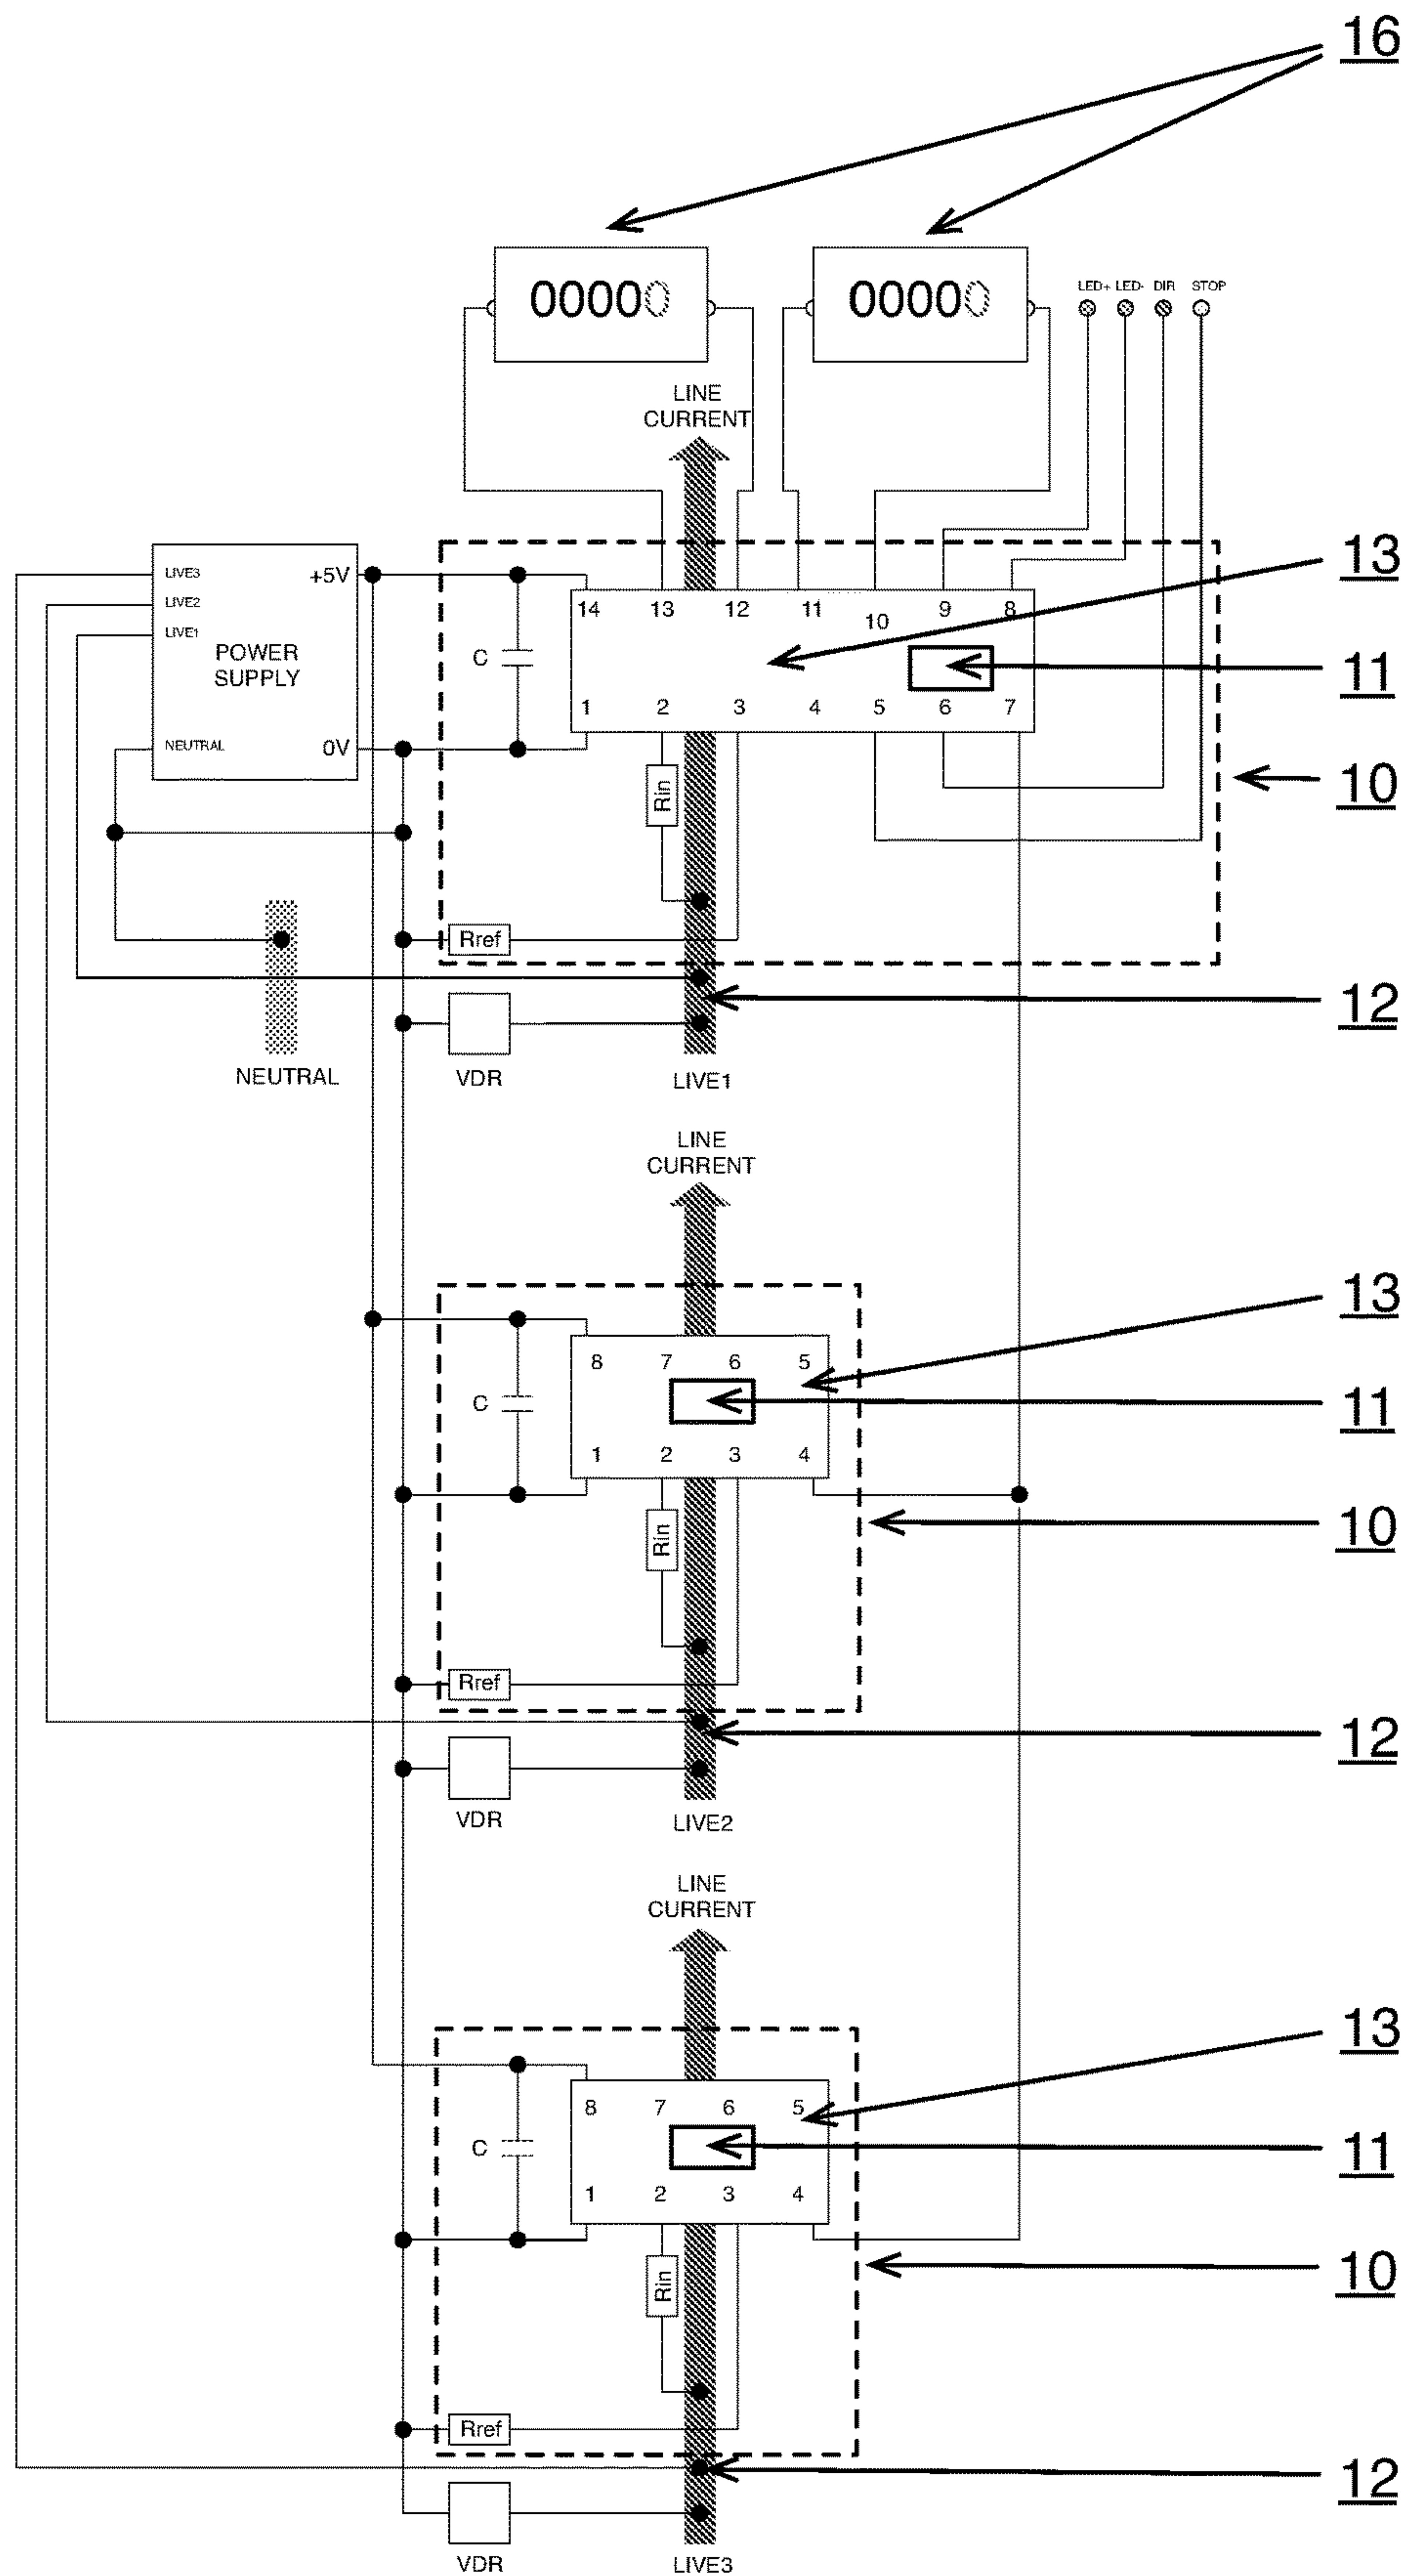 16
00000
00000
LED+ LED- DIR STOP
LINE
CURRENT
13
LIVE3
+5V
LIVE2
LIVE1
POWER
SUPPLY
NEUTRAL
0V
14 13 12 11 10 9 8
C
11
1 2 3 4 5 6 7
Rin
10
Rref
12
NEUTRAL
VDR
LIVE1
LINE
CURRENT
13
8 7 6 5
C
11
1 2 3 4
Rin
10
Rref
12
VDR
LIVE2
LINE
CURRENT
13
8 7 6 5
C
11
1 2 3 4
Rin
10
Rref
12
VDR
LIVE3